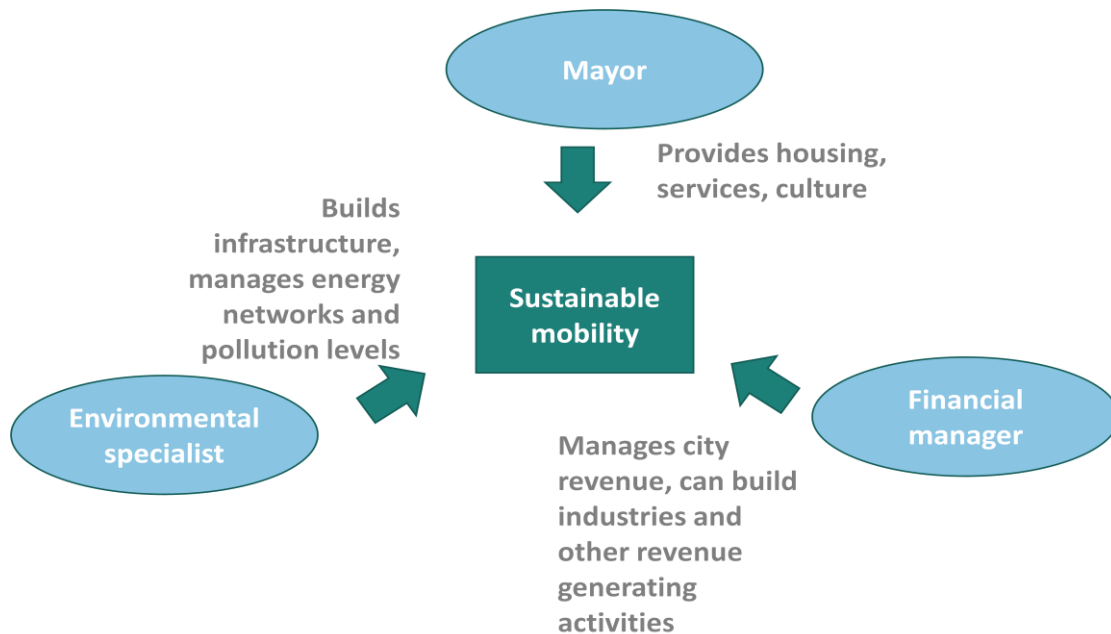 Mayor
Provides housing,
services, culture
Builds
infrastructure,
manages energy
networks and
pollution levels
Sustainable
mobility
Environmental
specialist
Financial
manager
Manages city
revenue, can build
industries and
other revenue
generating
activities